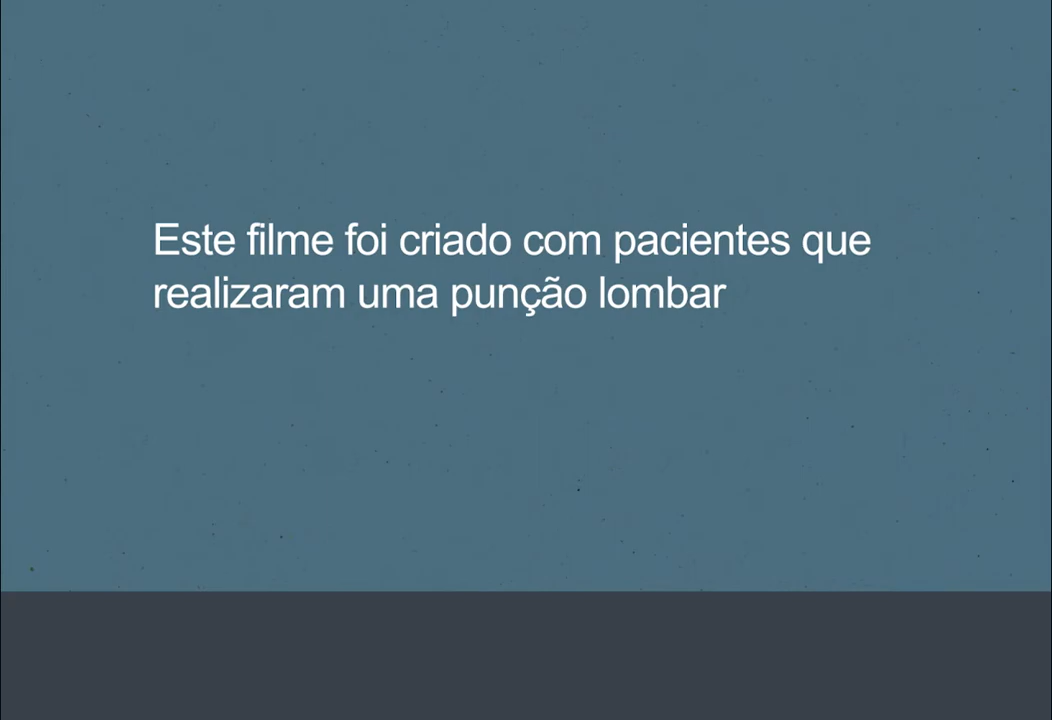 Este filme foi criado com pacientes que
realizaram uma punção lombar